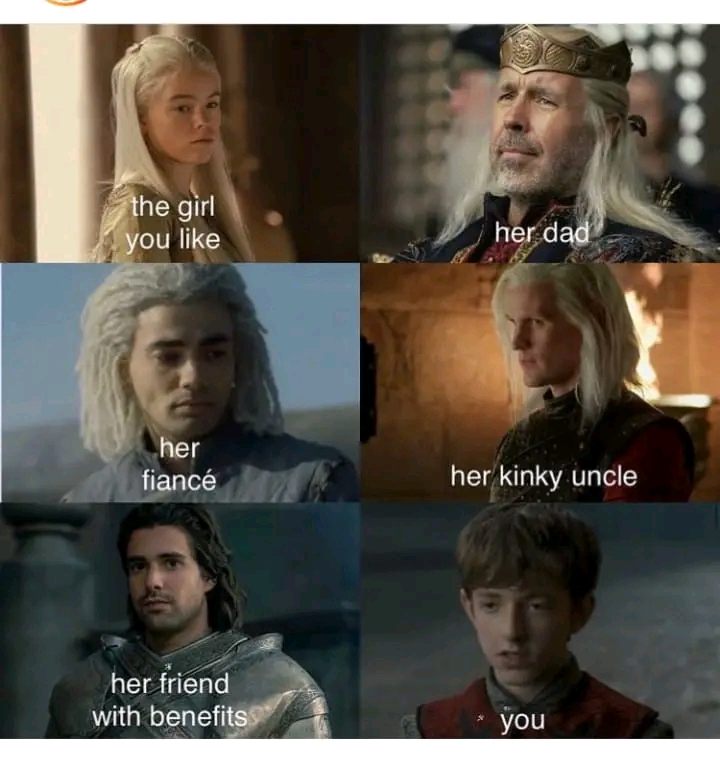 the girl
you like
her dad
her
fiancé
her kinky uncle
her friend
with benefits
you